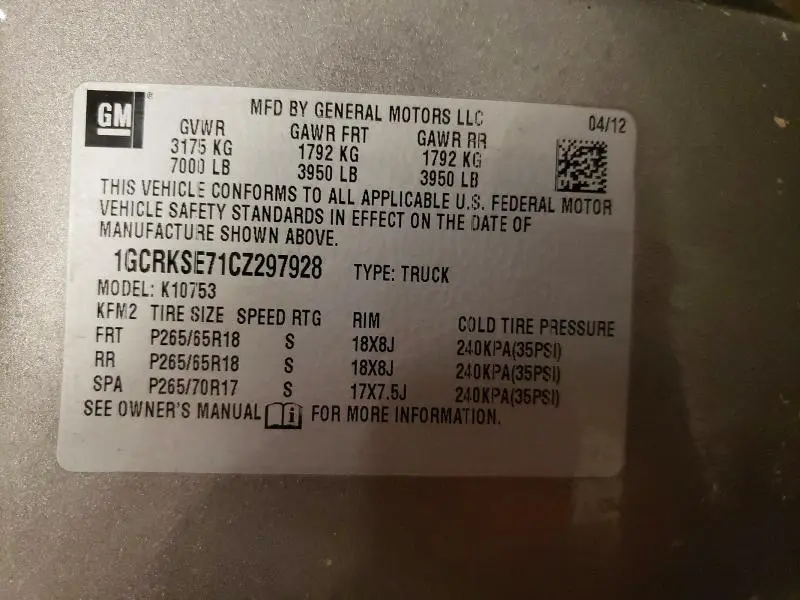 GM
MFD BY GENERAL MOTORS LLC 04/12
GVWR GAWR FRT GAWR RR
3175 KG 1792 KG 1792 KG
7000 LB 3950 LB 3950 LB
THIS VEHICLE CONFORMS TO ALL APPLICABLE U.S. FEDERAL MOTOR
VEHICLE SAFETY STANDARDS IN EFFECT ON THE DATE OF
MANUFACTURE SHOWN ABOVE.
1GCRKSE71CZ297928 TYPE: TRUCK
MODEL: K10753
KFM2 TIRE SIZE SPEED RTG RIM COLD TIRE PRESSURE
FRT P265/65R18 S 18X8J 240KPA(35PSI)
RR P265/65R18 S 18X8J 240KPA(35PSI)
SPA P265/70R17 S 17X7.5J 240KPA(35PSI)
SEE OWNER'S MANUAL FOR MORE INFORMATION.